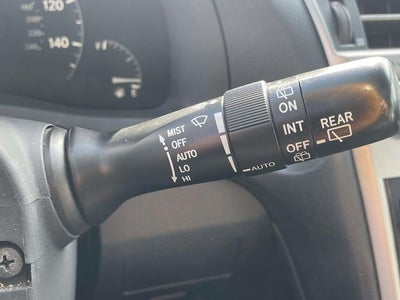 120
140
MIST
OFF
AUTO
LO
HI
AUTO
ON
INT
OFF
REAR